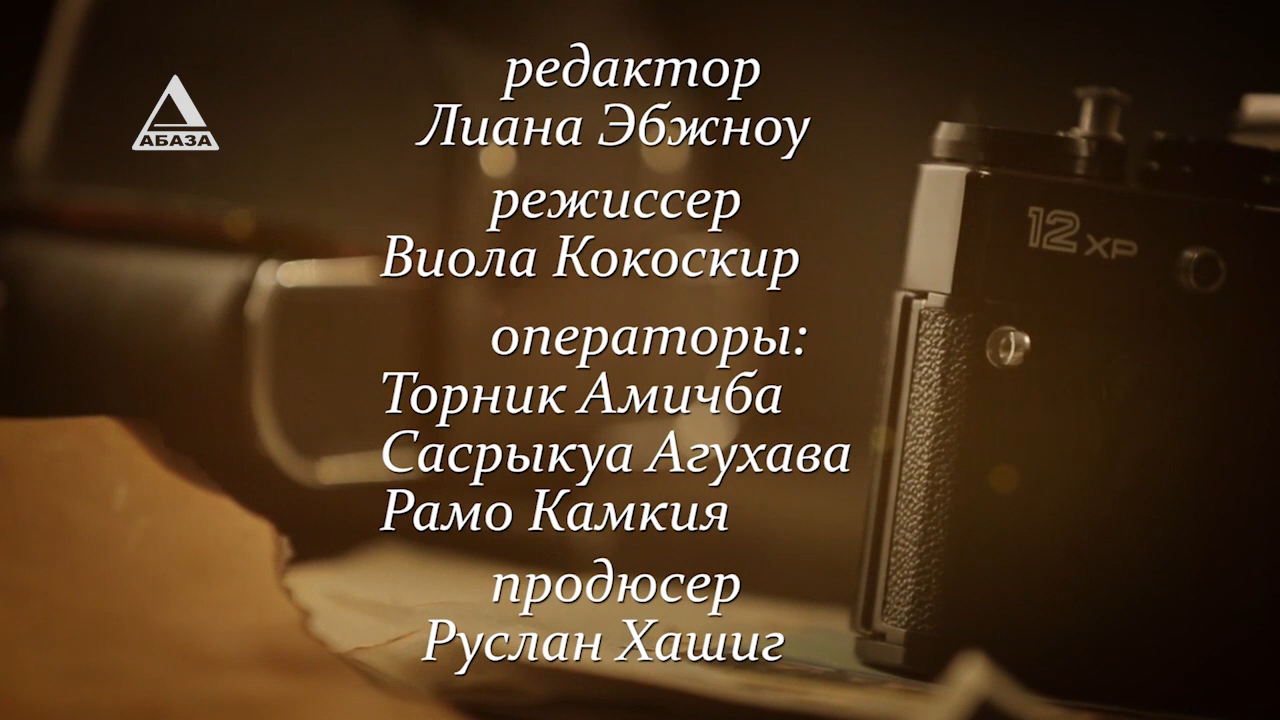 редактор
Лиана Эбжноу
режиссер
Виола Кокоскир
операторы:
Торник Амичба
Сасрыкуа Агухава
Рамо Камкия
продюсер
Руслан Хашиг
АБАЗА
12 XP